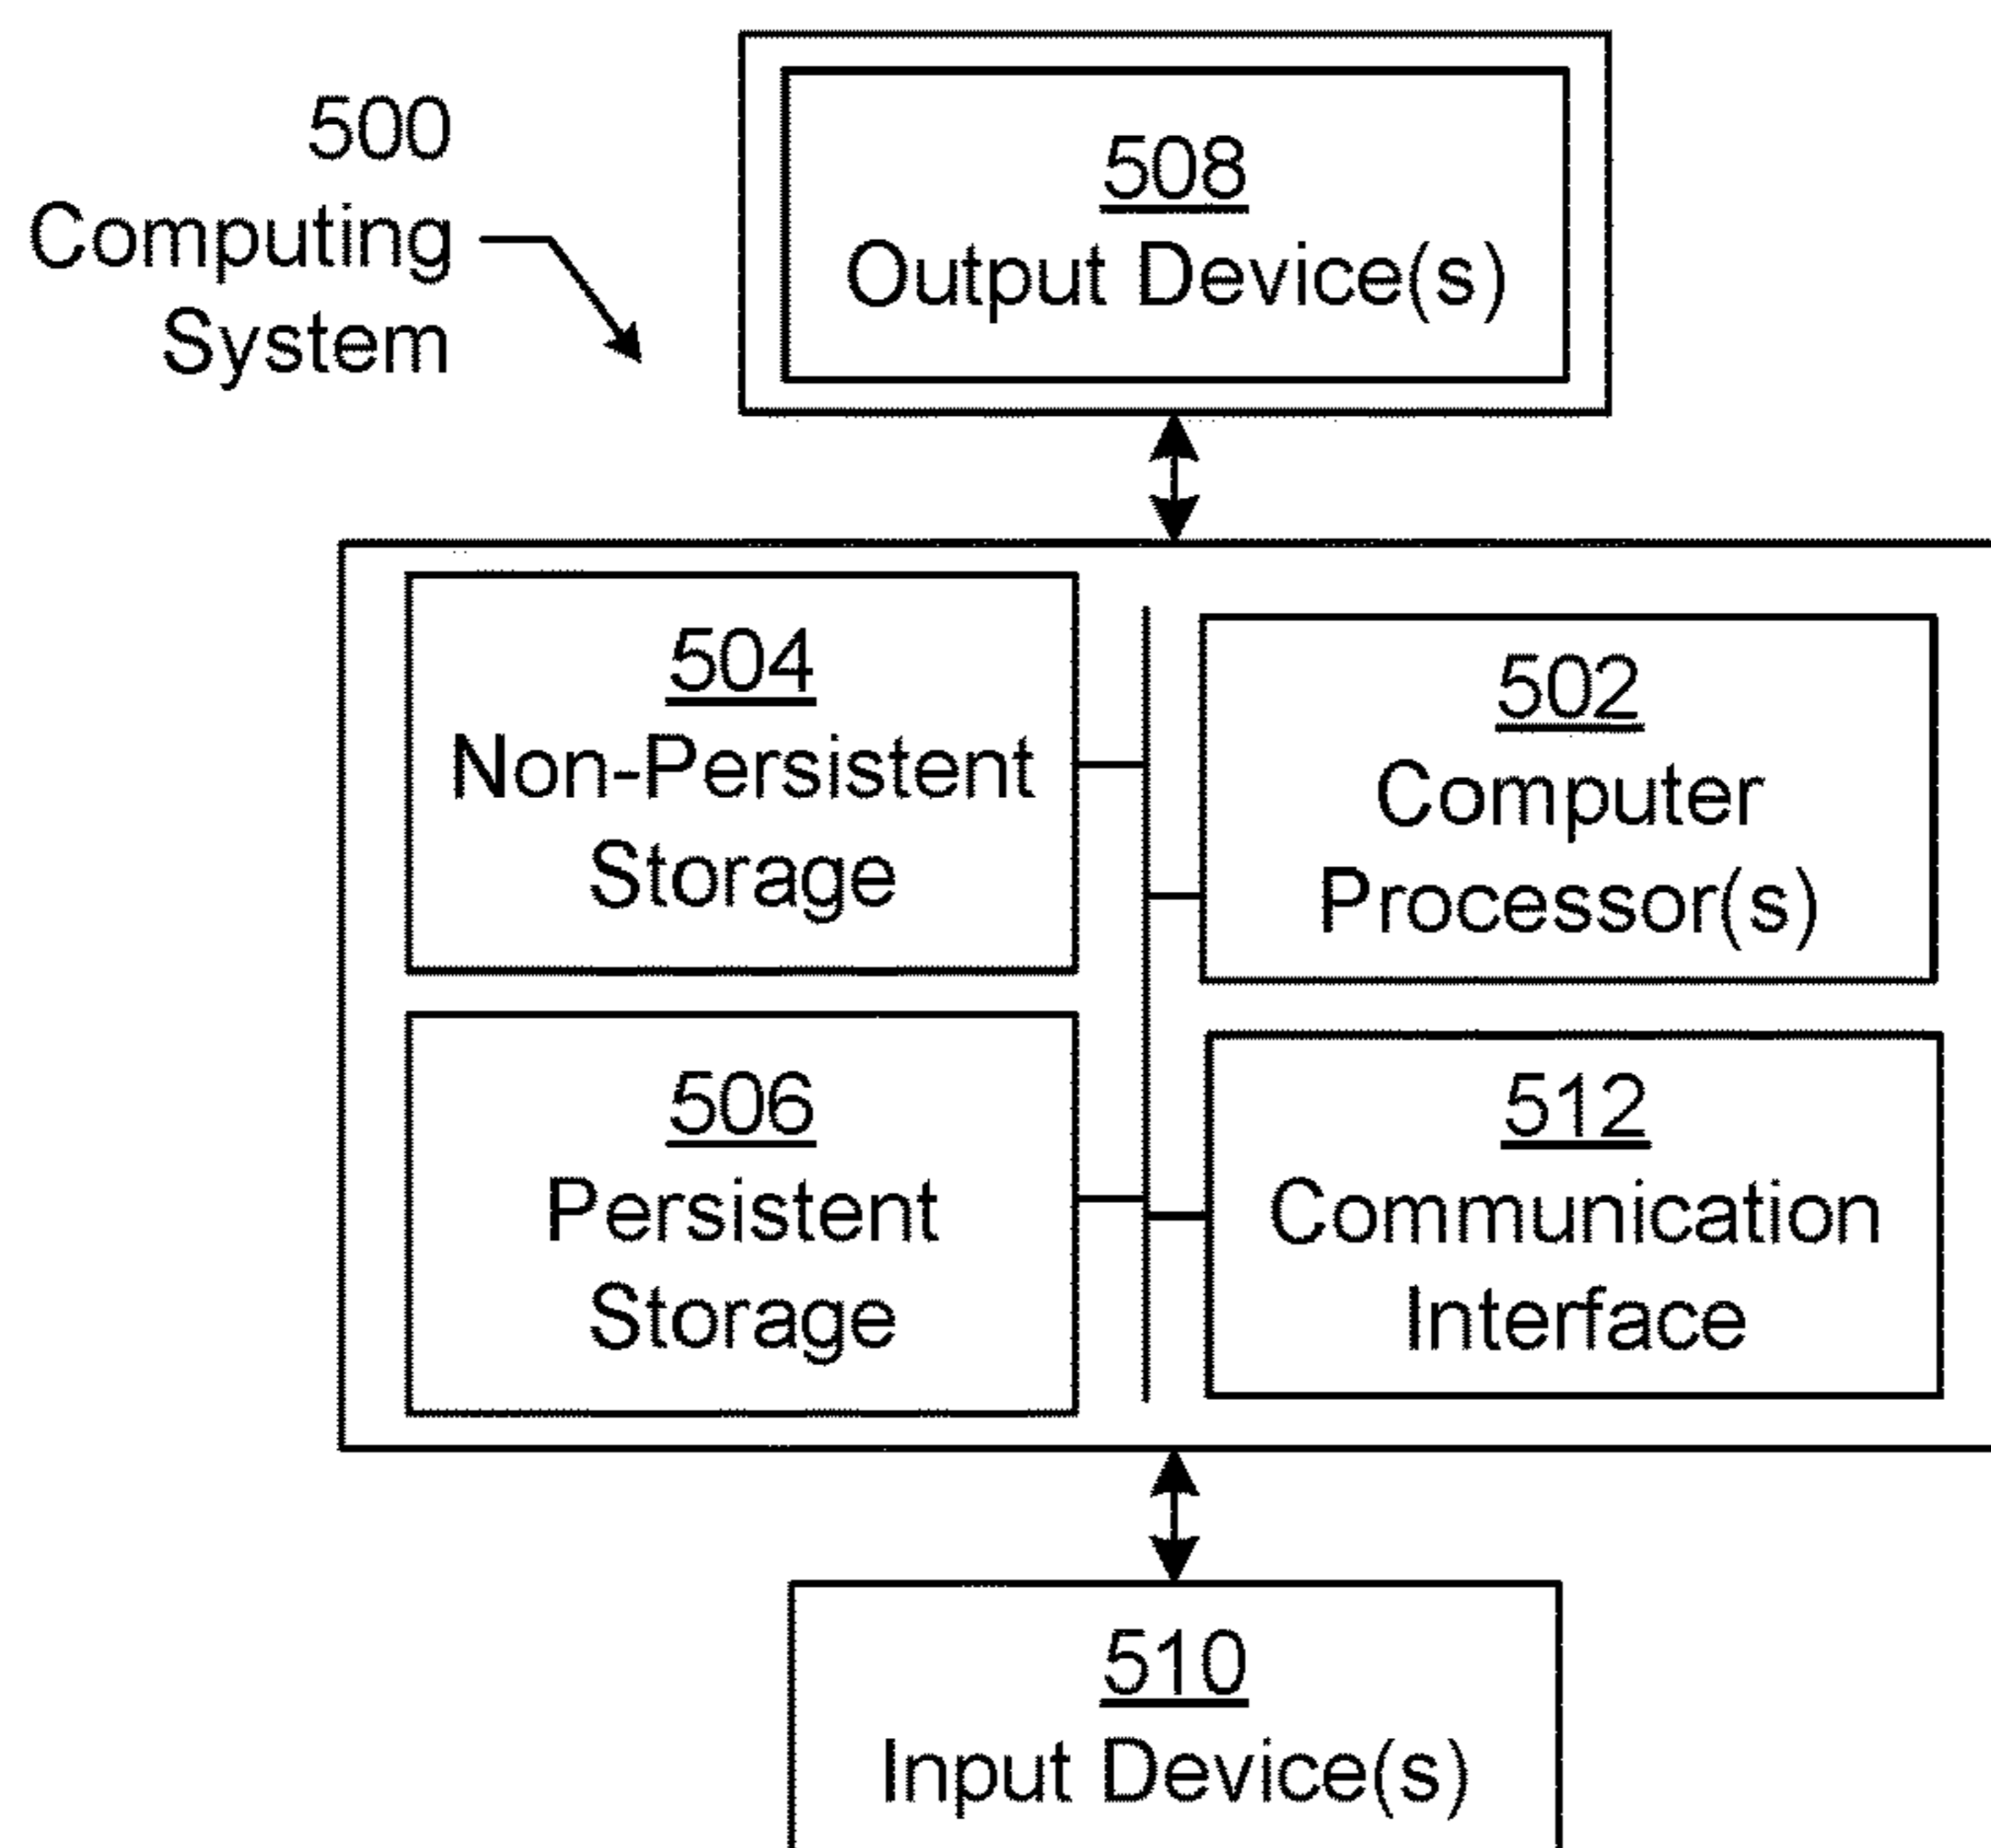 500
Computing
System
508
Output Device(s)
504
Non-Persistent
Storage
502
Computer
Processor(s)
506
Persistent
Storage
512
Communication
Interface
510
Input Device(s)